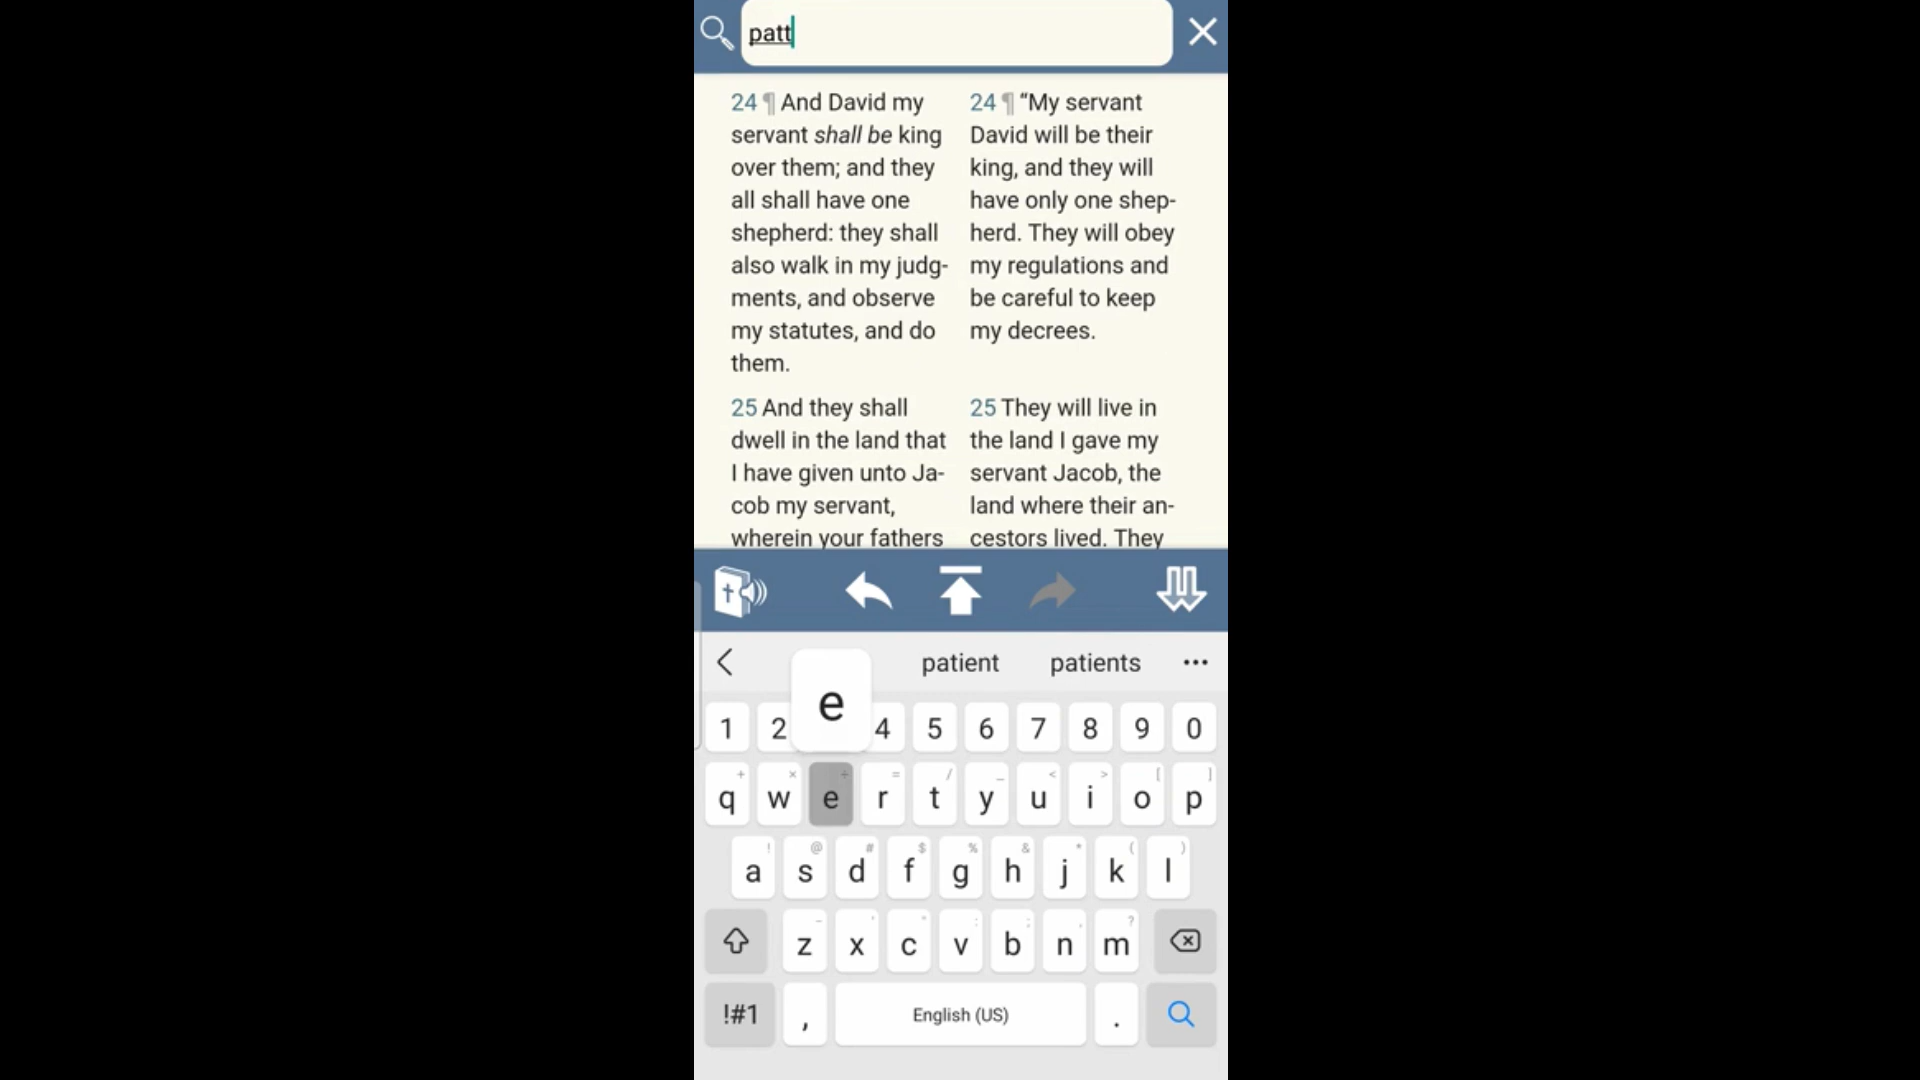 patt
24 ¶ And David my
servant shall be king
over them; and they
all shall have one
shepherd: they shall
also walk in my judg-
ments, and observe
my statutes, and do
them.
25 And they shall
dwell in the land that
I have given unto Ja-
cob my servant,
wherein your fathers
24 ¶ “My servant
David will be their
king, and they will
have only one shep-
herd. They will obey
my regulations and
be careful to keep
my decrees.
25 They will live in
the land I gave my
servant Jacob, the
land where their an-
cestors lived. They
patient patients
e
1 2 4 5 6 7 8 9 0
+ × ÷ = / _ < > [ ]
q w e r t y u i o p
! @ # $ % & * ( )
a s d f g h j k l
z x c v b n m ?
!#1 , English (US) .